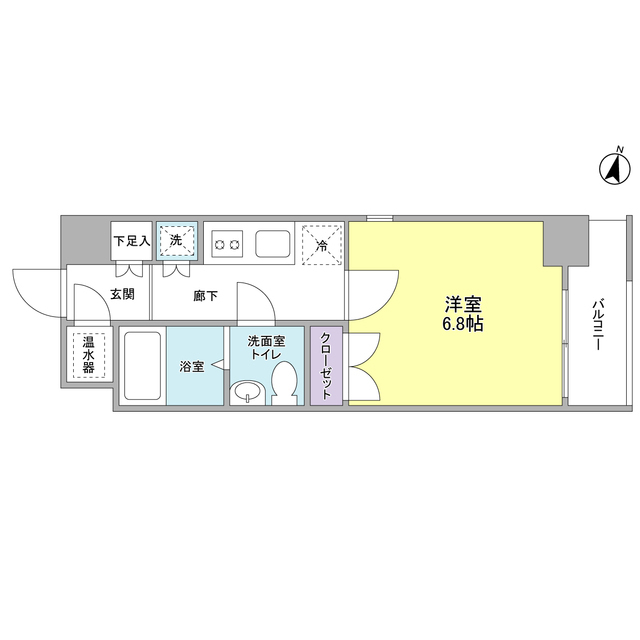 N
下足入
洗
冷
玄関
廊下
洋室
6.8帖
バルコニー
温水器
浴室
洗面室
トイレ
クローゼット